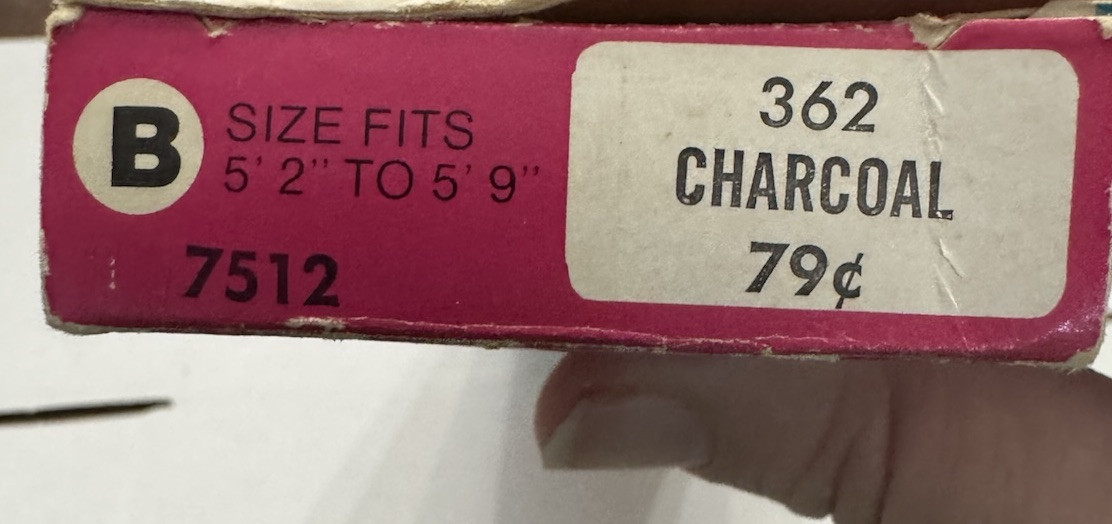 B
SIZE FITS
5' 2" TO 5' 9"
7512
362
CHARCOAL
79¢